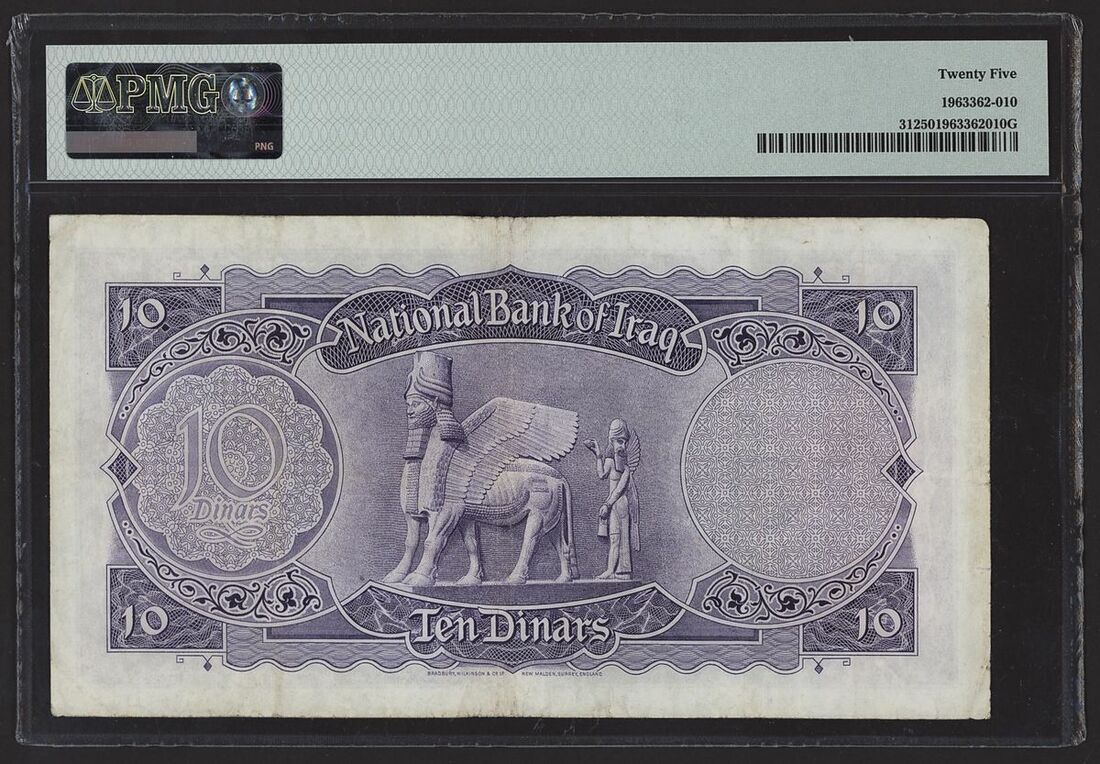 PMG
PNG
Twenty Five
1963362-010
312501963362010G
10
10
National Bank of Iraq
10
Dinars
10
Ten Dinars
10
BRADBURY, WILKINSON & Co. Ld. NEW MALDEN, SURREY, ENGLAND